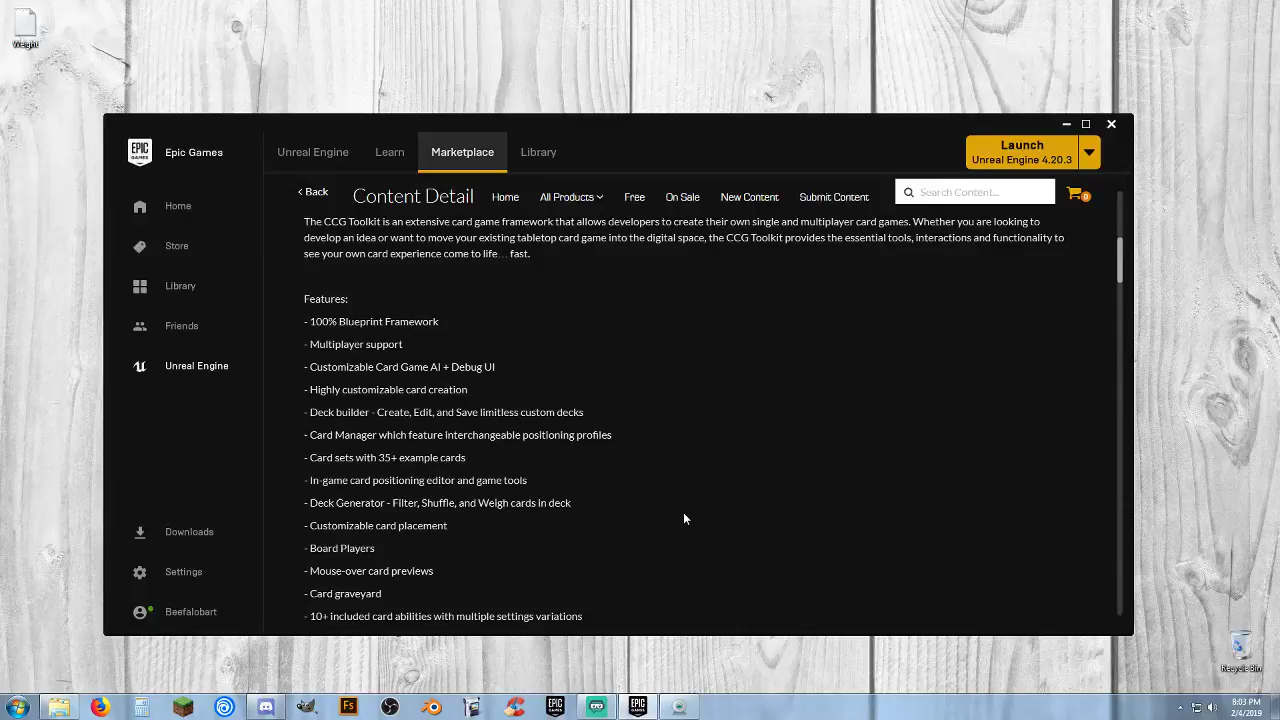 Weight
EPIC GAMES
Epic Games
Unreal Engine
Learn
Marketplace
Library
Launch
Unreal Engine 4.20.3
< Back
Content Detail
Home
All Products
Free
On Sale
New Content
Submit Content
Search Content...
0
Home
Store
Library
Friends
Unreal Engine
Downloads
Settings
Beefalobart
The CCG Toolkit is an extensive card game framework that allows developers to create their own single and multiplayer card games. Whether you are looking to
develop an idea or want to move your existing tabletop card game into the digital space, the CCG Toolkit provides the essential tools, interactions and functionality to
see your own card experience come to life… fast.
Features:
- 100% Blueprint Framework
- Multiplayer support
- Customizable Card Game AI + Debug UI
- Highly customizable card creation
- Deck builder - Create, Edit, and Save limitless custom decks
- Card Manager which feature interchangeable positioning profiles
- Card sets with 35+ example cards
- In-game card positioning editor and game tools
- Deck Generator - Filter, Shuffle, and Weigh cards in deck
- Customizable card placement
- Board Players
- Mouse-over card previews
- Card graveyard
- 10+ included card abilities with multiple settings variations
Recycle Bin
Fs
EPIC
EPIC
8:03 PM
2/4/2019